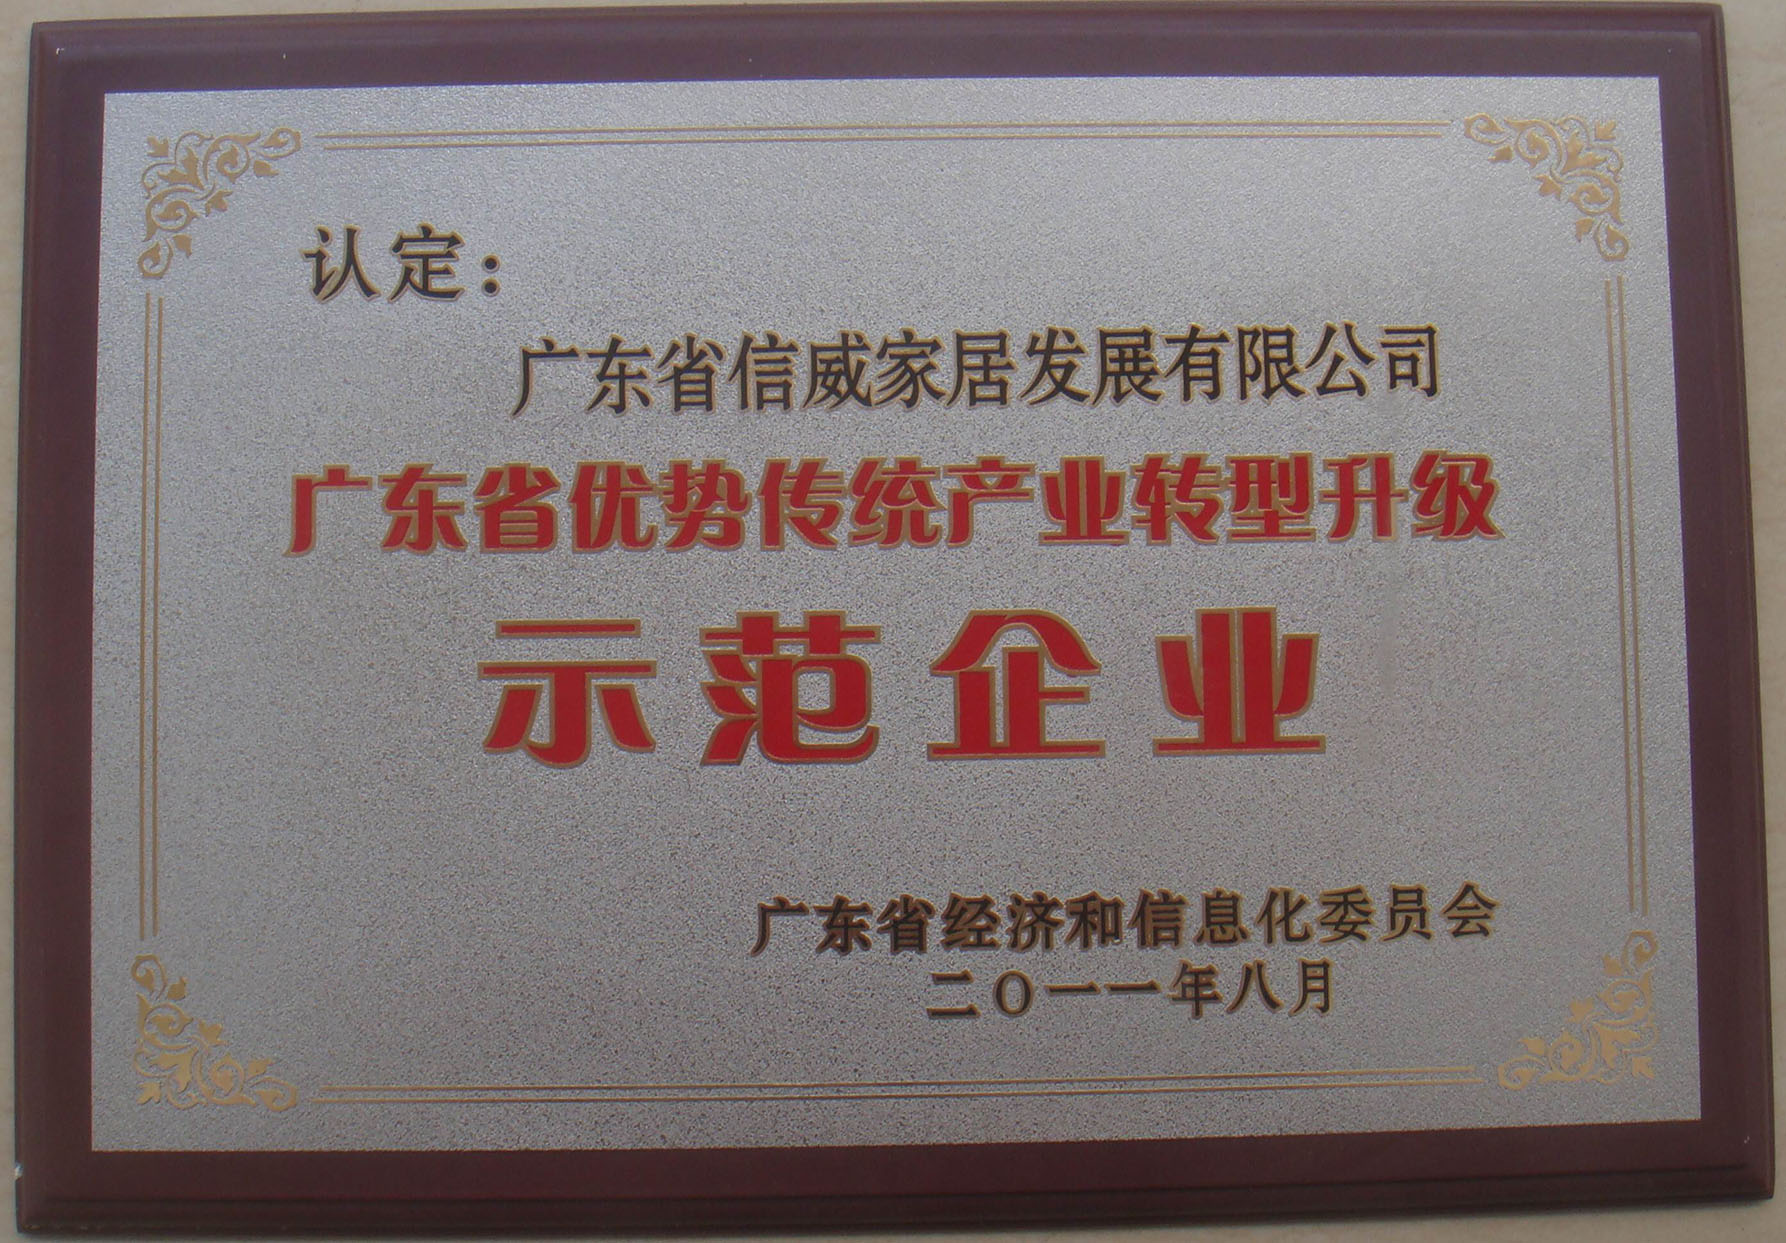 认定：
广东省信威家居发展有限公司
广东省优势传统产业转型升级
示范企业
广东省经济和信息化委员会
二〇一一年八月